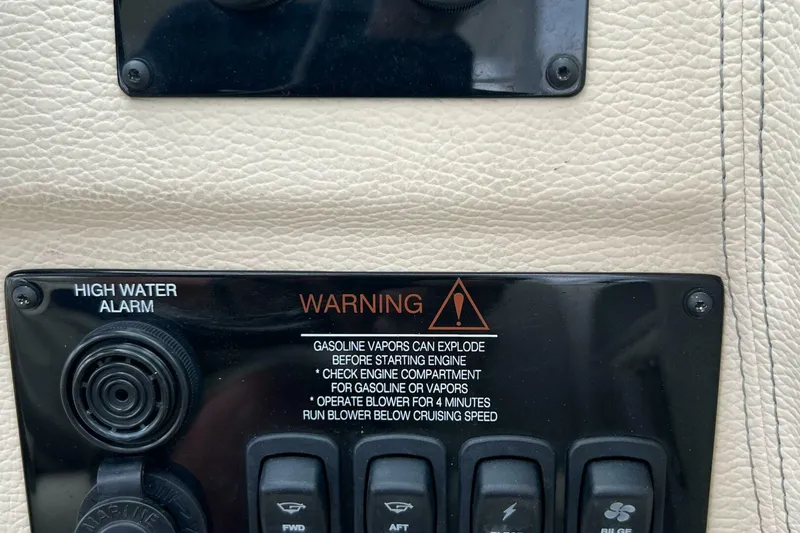 HIGH WATER
ALARM
WARNING
GASOLINE VAPORS CAN EXPLODE
BEFORE STARTING ENGINE
* CHECK ENGINE COMPARTMENT
FOR GASOLINE OR VAPORS
* OPERATE BLOWER FOR 4 MINUTES
RUN BLOWER BELOW CRUISING SPEED
MARINE
FWD
AFT
BILGE